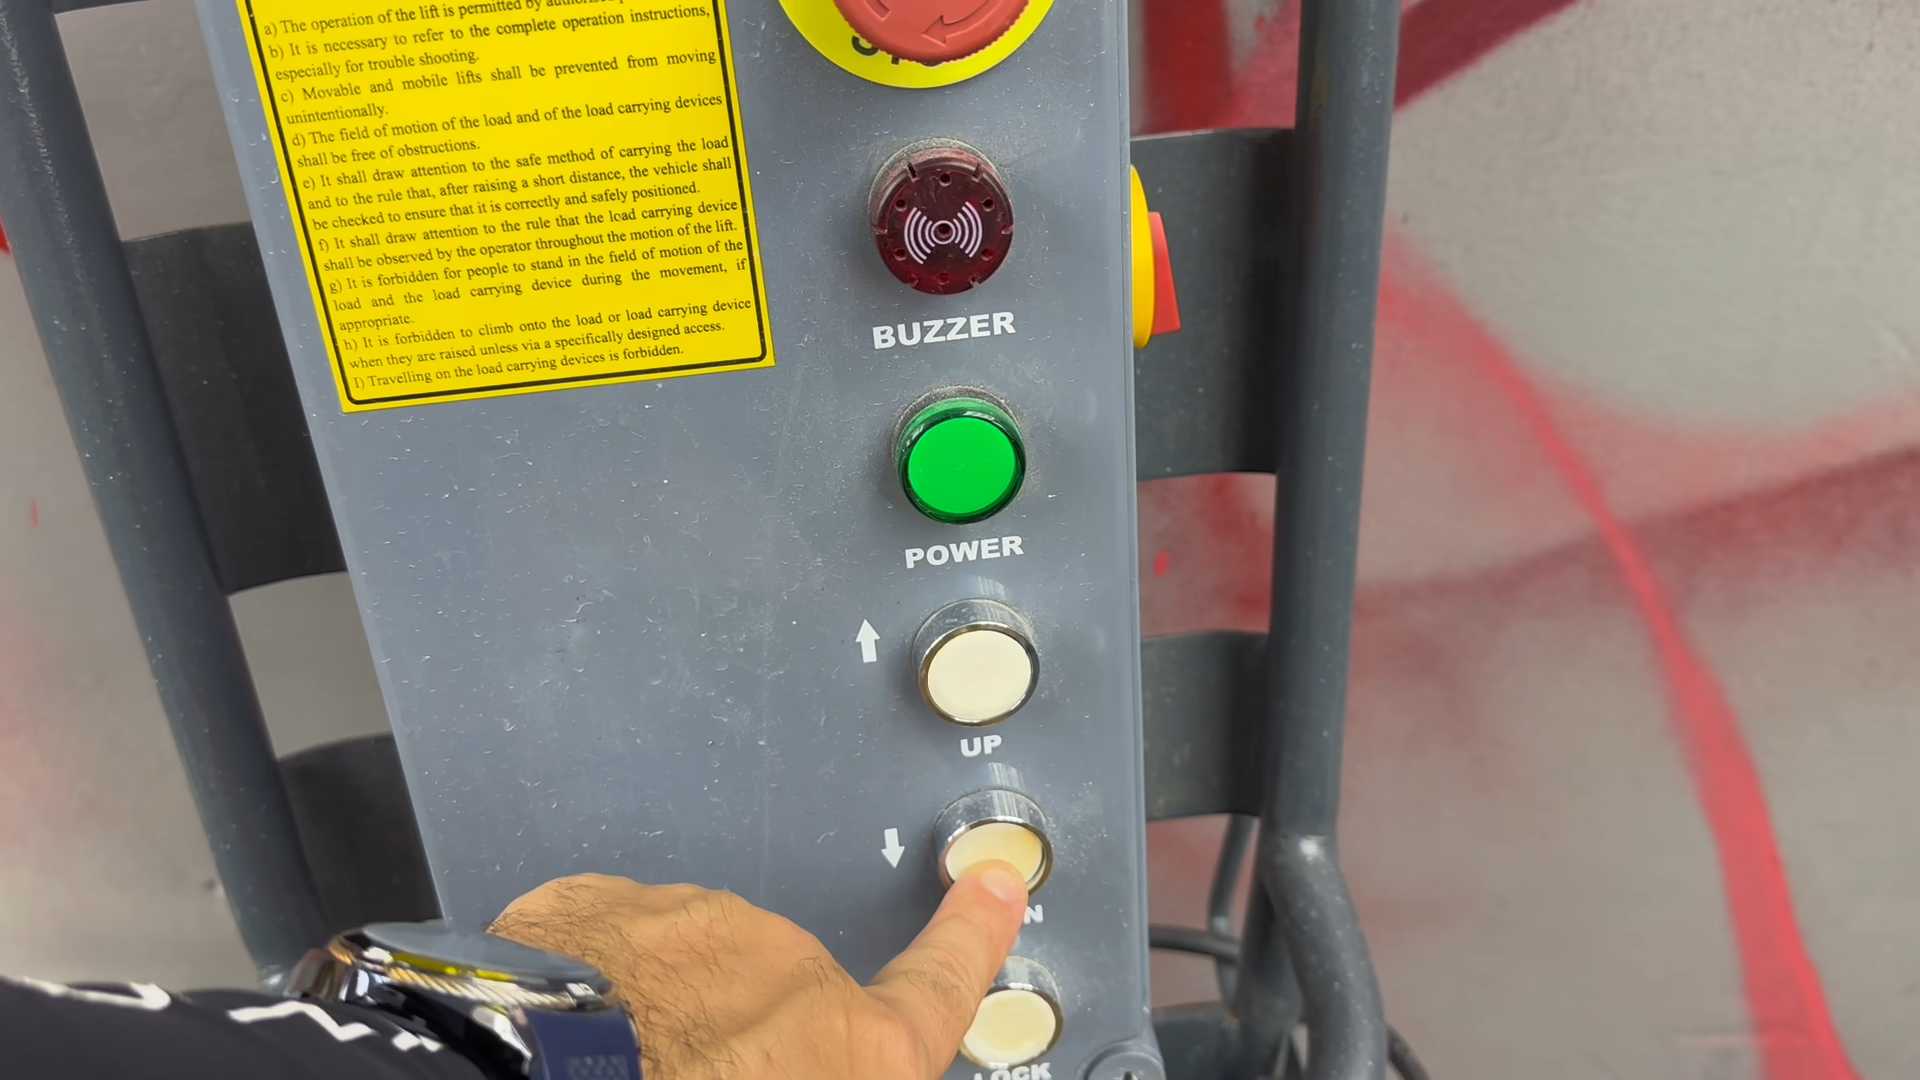 a) The operation of the lift is permitted by
b) It is necessary to refer to the complete operation instructions,
especially for trouble shooting.
c) Movable and mobile lifts shall be prevented from moving
unintentionally.
d) The field of motion of the load and of the load carrying devices
shall be free of obstructions.
e) It shall draw attention to the safe method of carrying the load
and to the rule that, after raising a short distance, the vehicle shall
be checked to ensure that it is correctly and safely positioned.
f) It shall draw attention to the rule that the load carrying device
shall be observed by the operator throughout the motion of the lift.
g) It is forbidden for people to stand in the field of motion of the
load and the load carrying device during the movement, if
appropriate.
h) It is forbidden to climb onto the load or load carrying device
when they are raised unless via a specifically designed access.
I) Travelling on the load carrying devices is forbidden.
BUZZER
POWER
UP
LOCK